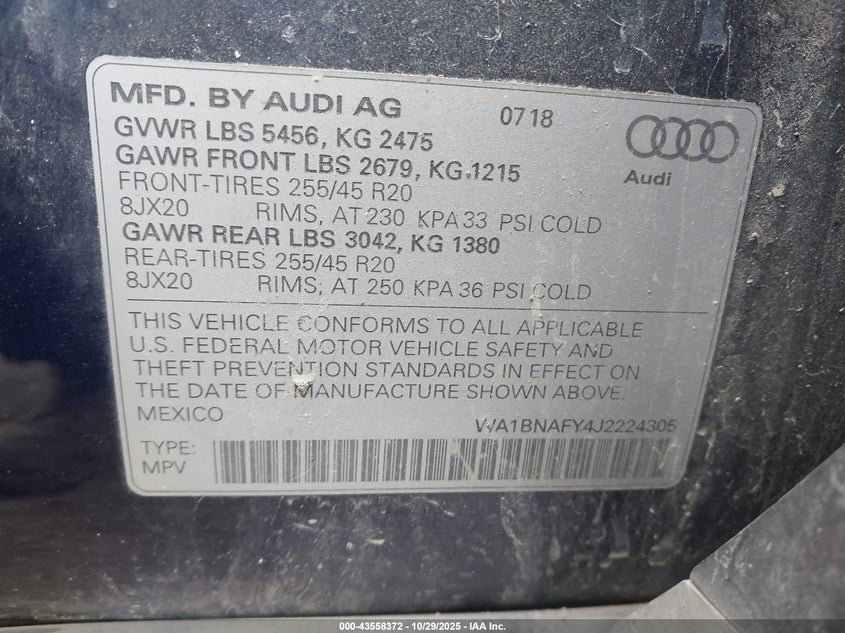 MFD. BY AUDI AG 0718
GVWR LBS 5456, KG 2475
GAWR FRONT LBS 2679, KG 1215
Audi
FRONT-TIRES 255/45 R20
8JX20 RIMS, AT 230 KPA 33 PSI COLD
GAWR REAR LBS 3042, KG 1380
REAR-TIRES 255/45 R20
8JX20 RIMS, AT 250 KPA 36 PSI COLD
THIS VEHICLE CONFORMS TO ALL APPLICABLE
U.S. FEDERAL MOTOR VEHICLE SAFETY AND
THEFT PREVENTION STANDARDS IN EFFECT ON
THE DATE OF MANUFACTURE SHOWN ABOVE.
MEXICO WA1BNAFY4J2224305
TYPE:
MPV
000-43558372 - 10/29/2025 - IAA Inc.